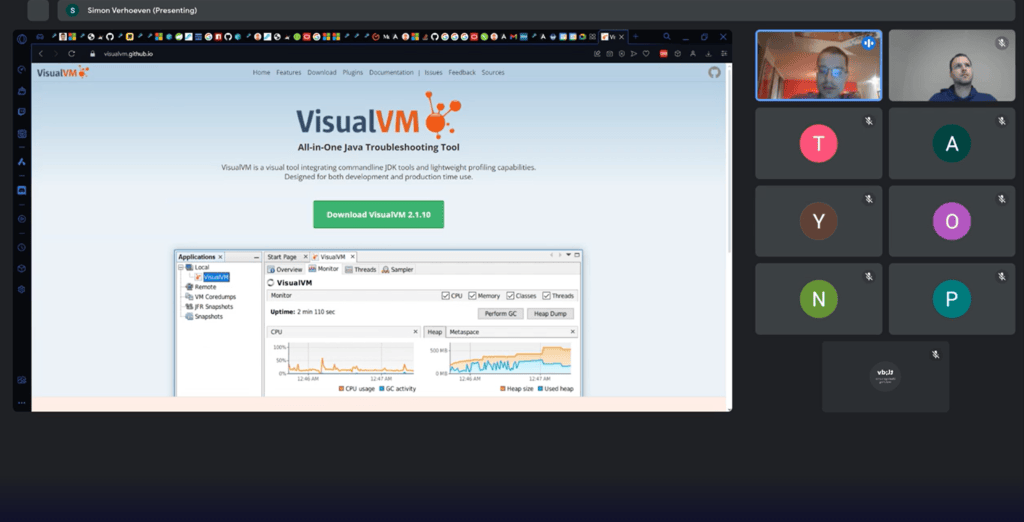 S Simon Verhoeven (Presenting)
visualvm.github.io
VisualVM
Home Features Download Plugins Documentation | Issues Feedback Sources
VisualVM
All-in-One Java Troubleshooting Tool
VisualVM is a visual tool integrating commandline JDK tools and lightweight profiling capabilities.
Designed for both development and production time use.
Download VisualVM 2.1.10
Applications
Local
VisualVM
Remote
VM Coredumps
JFR Snapshots
Snapshots
Start Page VisualVM
Overview Monitor Threads Sampler
VisualVM
Monitor CPU Memory Classes Threads
Uptime: 2 min 110 sec
Perform GC Heap Dump
CPU
100%
50%
0%
12:46 AM 12:47 AM
CPU usage GC activity
Heap Metaspace
500 MB
0 MB
12:46 AM 12:47 AM
Heap size Used heap
T
A
Y
O
N
P